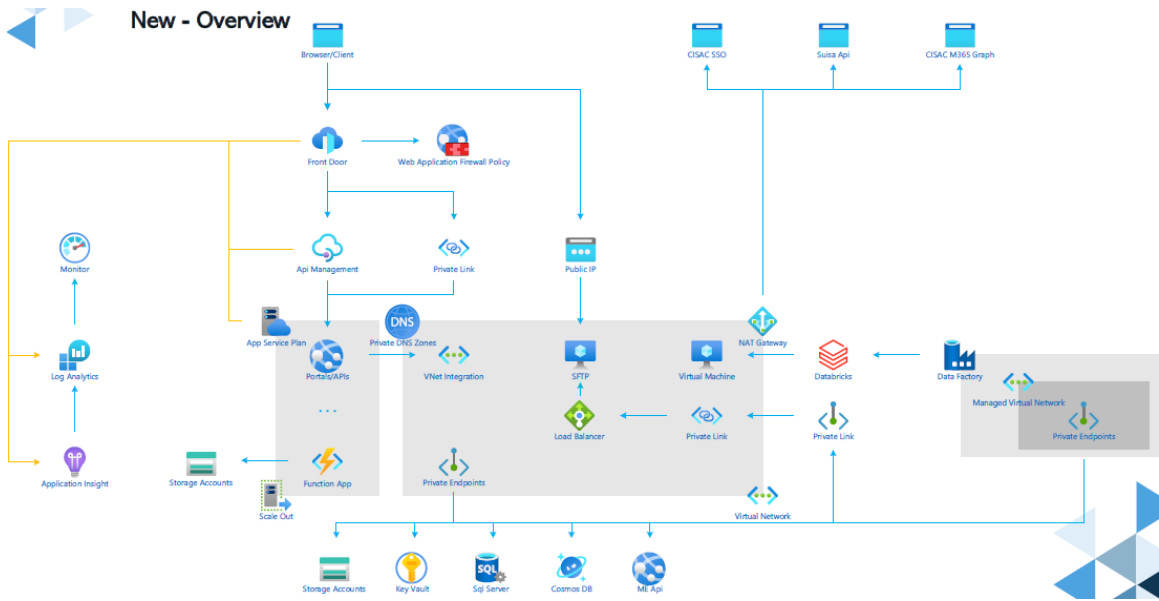 New - Overview
Browser/Client
CISAC SSO
Suisa Api
CISAC M365 Graph
Front Door
Web Application Firewall Policy
Monitor
Api Management
Private Link
Public IP
App Service Plan
DNS
Private DNS Zones
NAT Gateway
Log Analytics
Portals/APIs
VNet Integration
SFTP
Virtual Machine
Databricks
Data Factory
Managed Virtual Network
...
Load Balancer
Private Link
Private Link
Private Endpoints
Application Insight
Storage Accounts
Function App
Private Endpoints
Scale Out
Virtual Network
SQL
Storage Accounts
Key Vault
Sql Server
Cosmos DB
ME Api